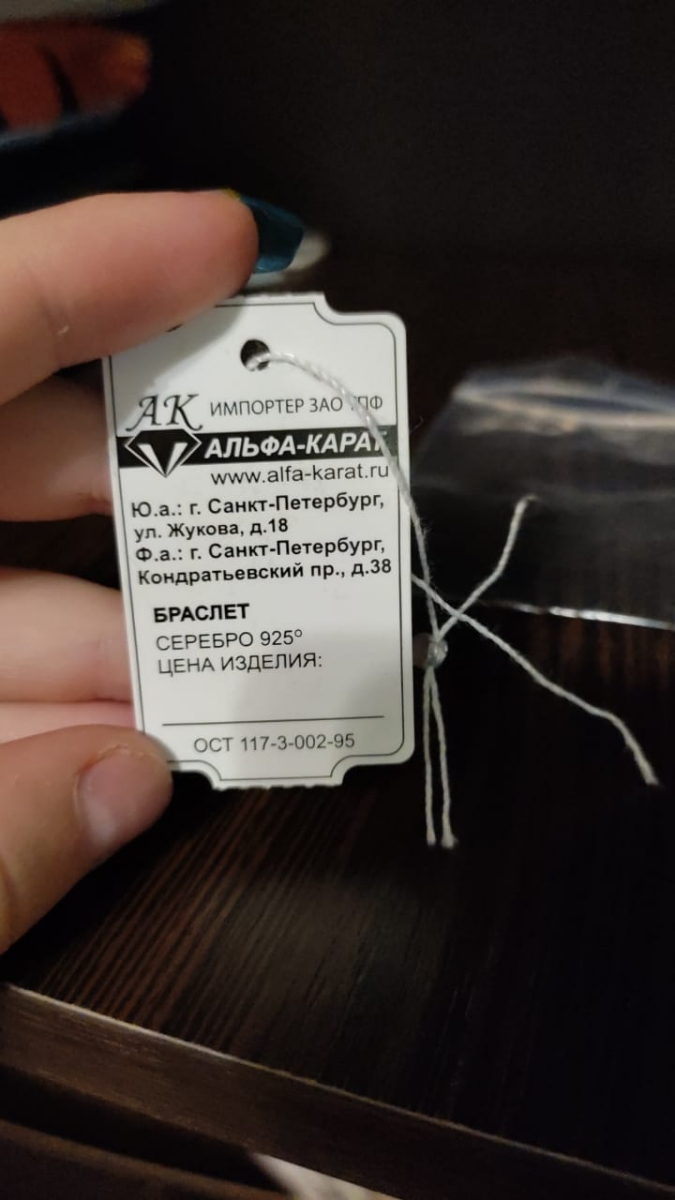 АК ИМПОРТЕР ЗАО
АЛЬФА-КАРАТ
www.alfa-karat.ru
Ю.а.: г. Санкт-Петербург,
ул. Жукова, д.18
Ф.а.: г. Санкт-Петербург,
Кондратьевский пр., д.38
БРАСЛЕТ
СЕРЕБРО 925°
ЦЕНА ИЗДЕЛИЯ:
ОСТ 117-3-002-95